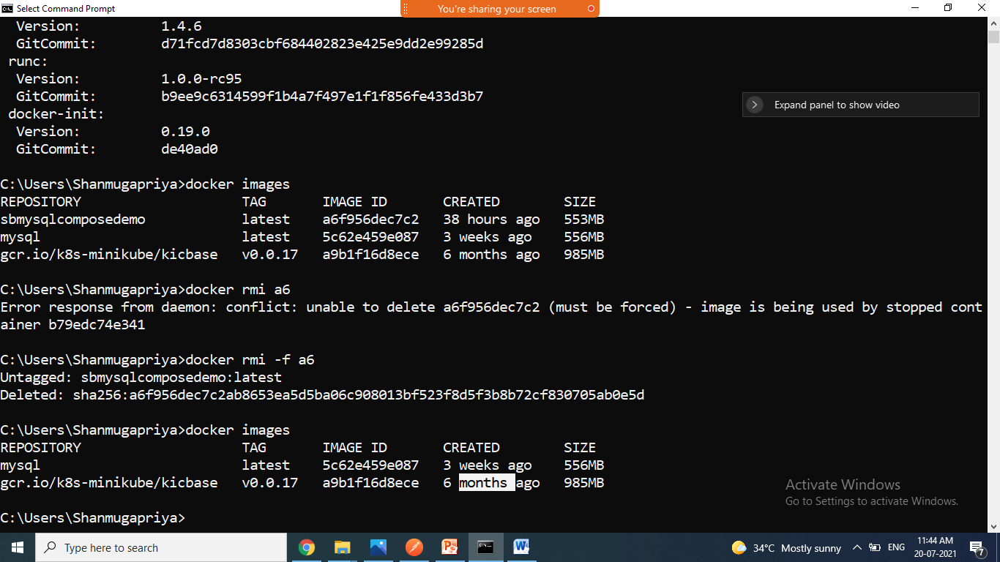 Select Command Prompt
You're sharing your screen
Version: 1.4.6
GitCommit: d71fcd7d8303cbf684402823e425e9dd2e99285d
runc:
Version: 1.0.0-rc95
GitCommit: b9ee9c6314599f1b4a7f497e1f1f856fe433d3b7
Expand panel to show video
docker-init:
Version: 0.19.0
GitCommit: de40ad0
C:\Users\Shanmugapriya>docker images
REPOSITORY TAG IMAGE ID CREATED SIZE
sbmysqlcomposedemo latest a6f956dec7c2 38 hours ago 553MB
mysql latest 5c62e459e087 3 weeks ago 556MB
gcr.io/k8s-minikube/kicbase v0.0.17 a9b1f16d8ece 6 months ago 985MB
C:\Users\Shanmugapriya>docker rmi a6
Error response from daemon: conflict: unable to delete a6f956dec7c2 (must be forced) - image is being used by stopped cont
ainer b79edc74e341
C:\Users\Shanmugapriya>docker rmi -f a6
Untagged: sbmysqlcomposedemo:latest
Deleted: sha256:a6f956dec7c2ab8653ea5d5ba06c908013bf523f8d5f3b8b72cf830705ab0e5d
C:\Users\Shanmugapriya>docker images
REPOSITORY TAG IMAGE ID CREATED SIZE
mysql latest 5c62e459e087 3 weeks ago 556MB
gcr.io/k8s-minikube/kicbase v0.0.17 a9b1f16d8ece 6 months ago 985MB
Activate Windows
Go to Settings to activate Windows.
C:\Users\Shanmugapriya>
Type here to search
34°C Mostly sunny
ENG
11:44 AM
20-07-2021
7